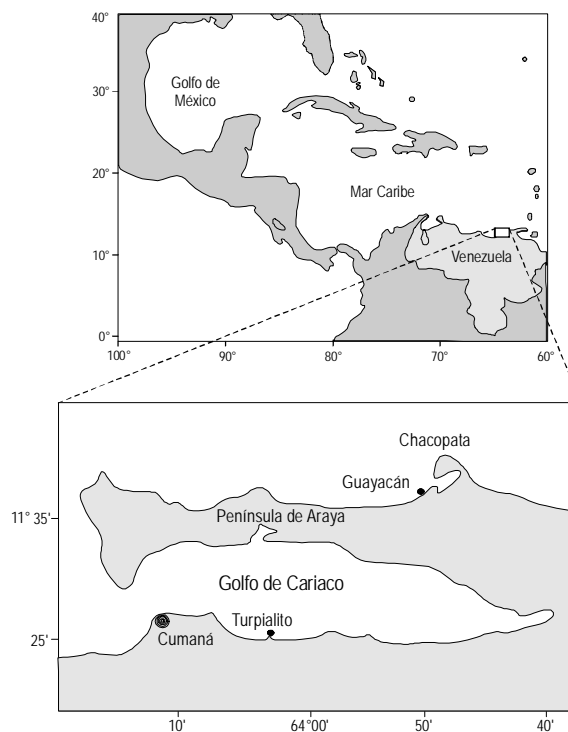 40°
Golfo de
México
30°
20°
Mar Caribe
10°
Venezuela
0°
100°
90°
80°
70°
60°
Chacopata
Guayacán
11° 35'
Península de Araya
Golfo de Cariaco
Turpialito
25'
Cumaná
10'
64° 00'
50'
40'